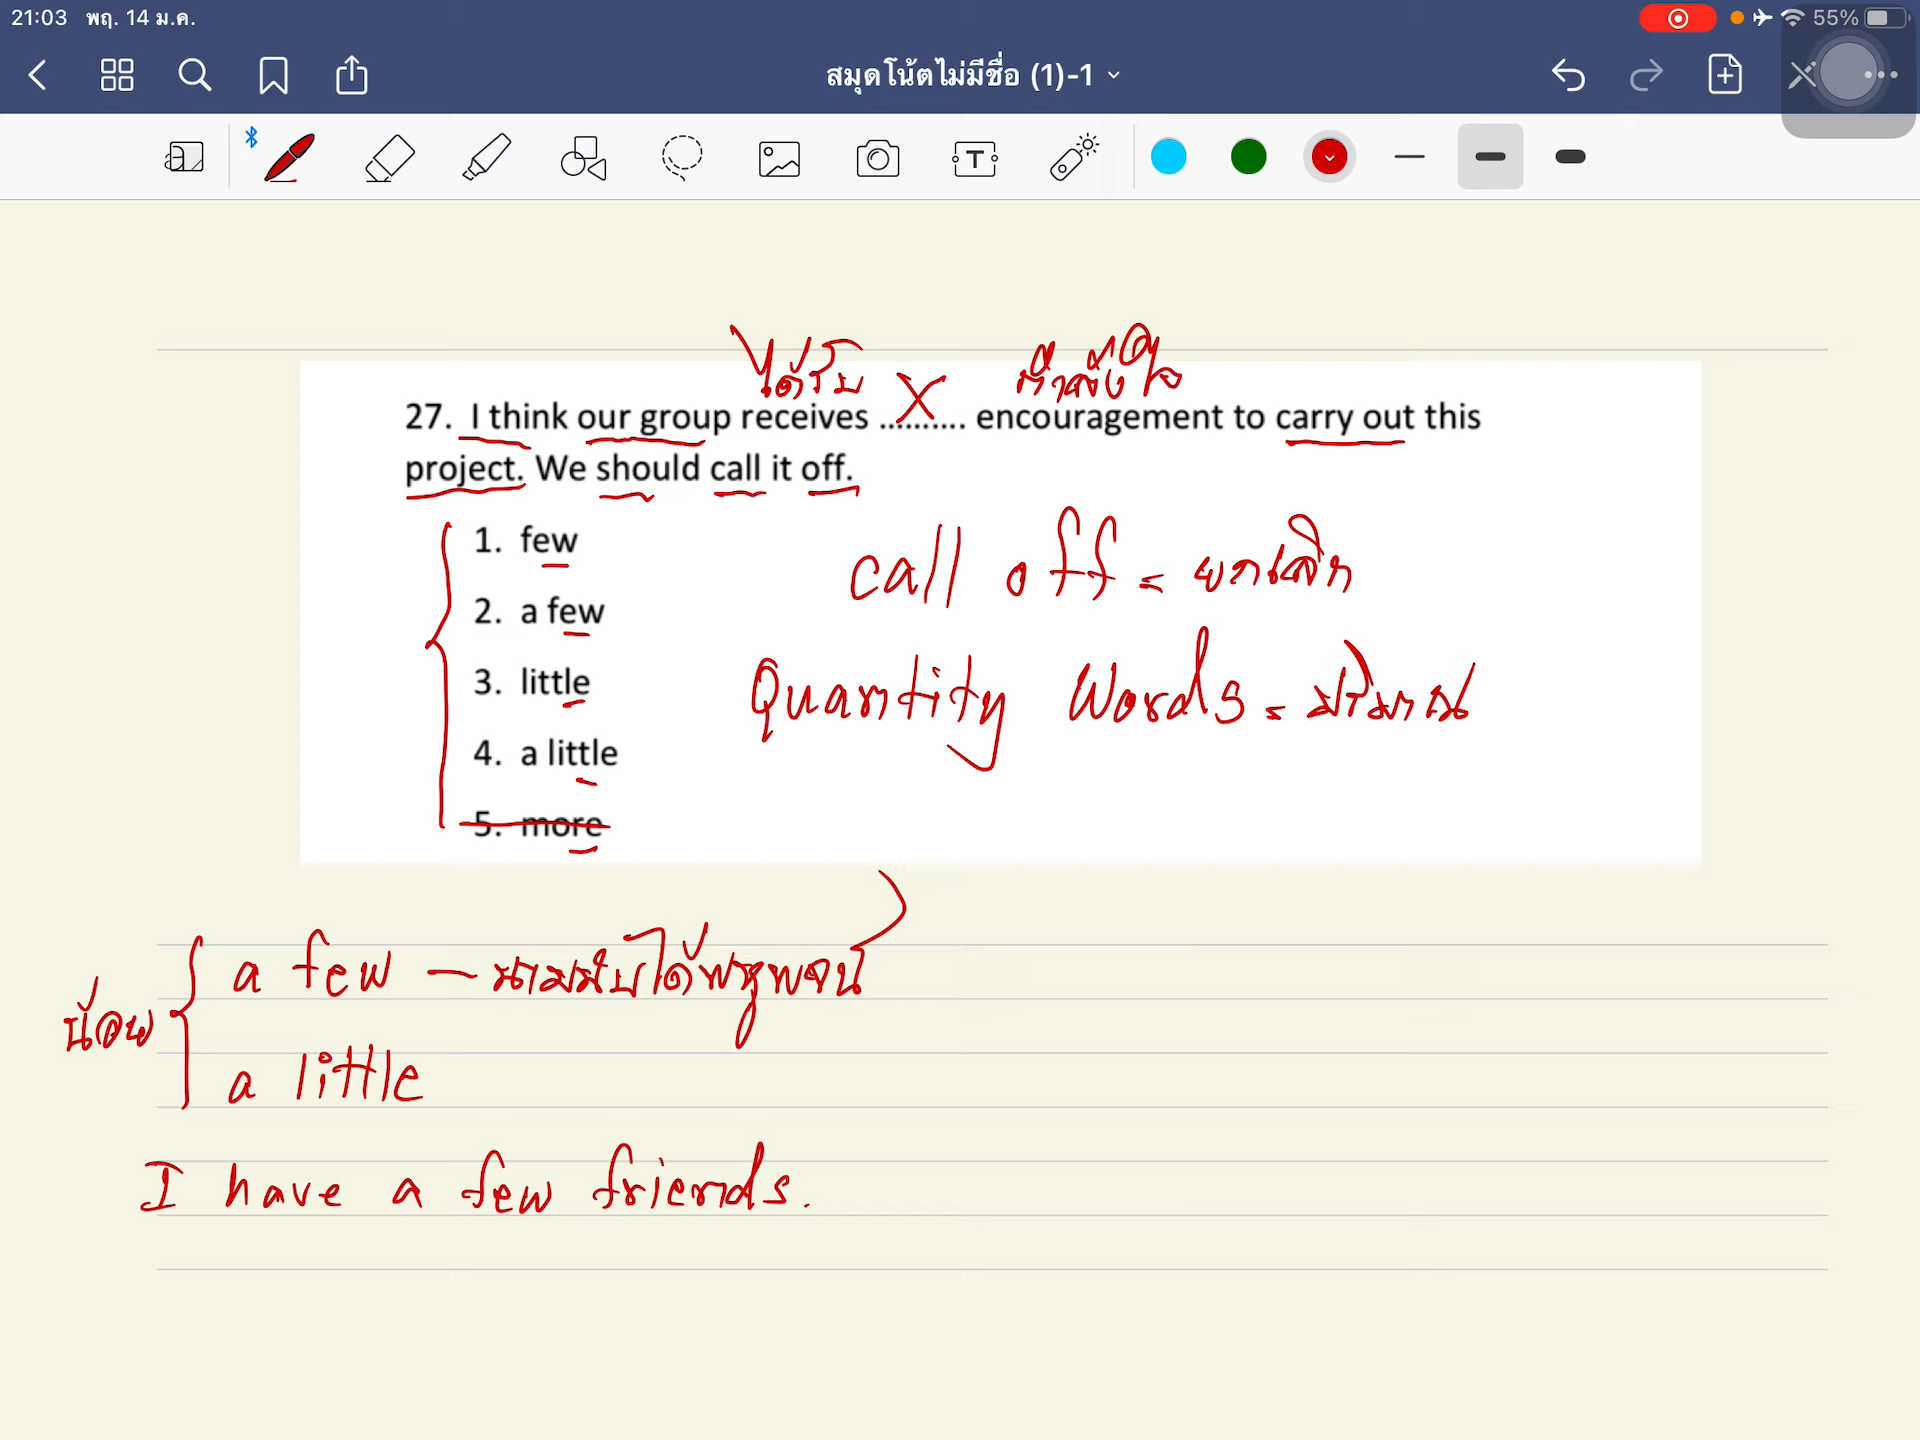 21:03 พฤ. 14 ม.ค.
55%
สมุดโน้ตไม่มีชื่อ (1)-1
ได้รับ X กำลังใจ
27. I think our group receives .......... encouragement to carry out this
project. We should call it off.
1. few
2. a few
3. little
4. a little
5. more
call off = ยกเลิก
Quantity Words = ปริมาณ
น้อย
a few — นามนับได้พหูพจน์
a little
I have a few friends.